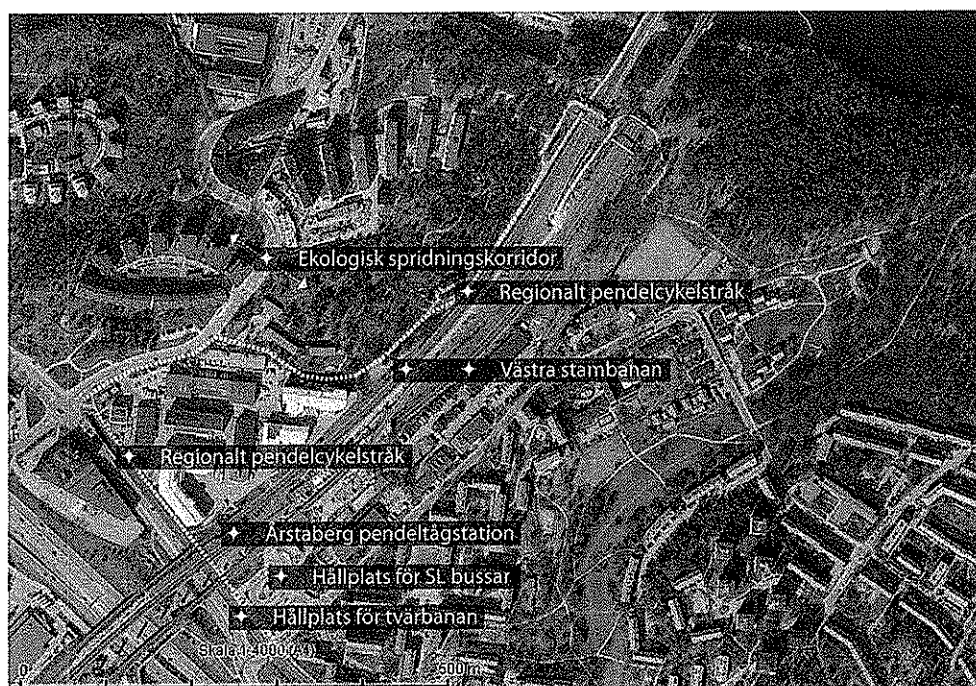 Ekologisk spridningskorridor
Regionalt pendelcykelstråk
Västra stambanan
Regionalt pendelcykelstråk
Årstaberg pendeltågstation
Hållplats för SL bussar
Hållplats för tvärbanan
Skala 1:4000 (A4)
0
500 m